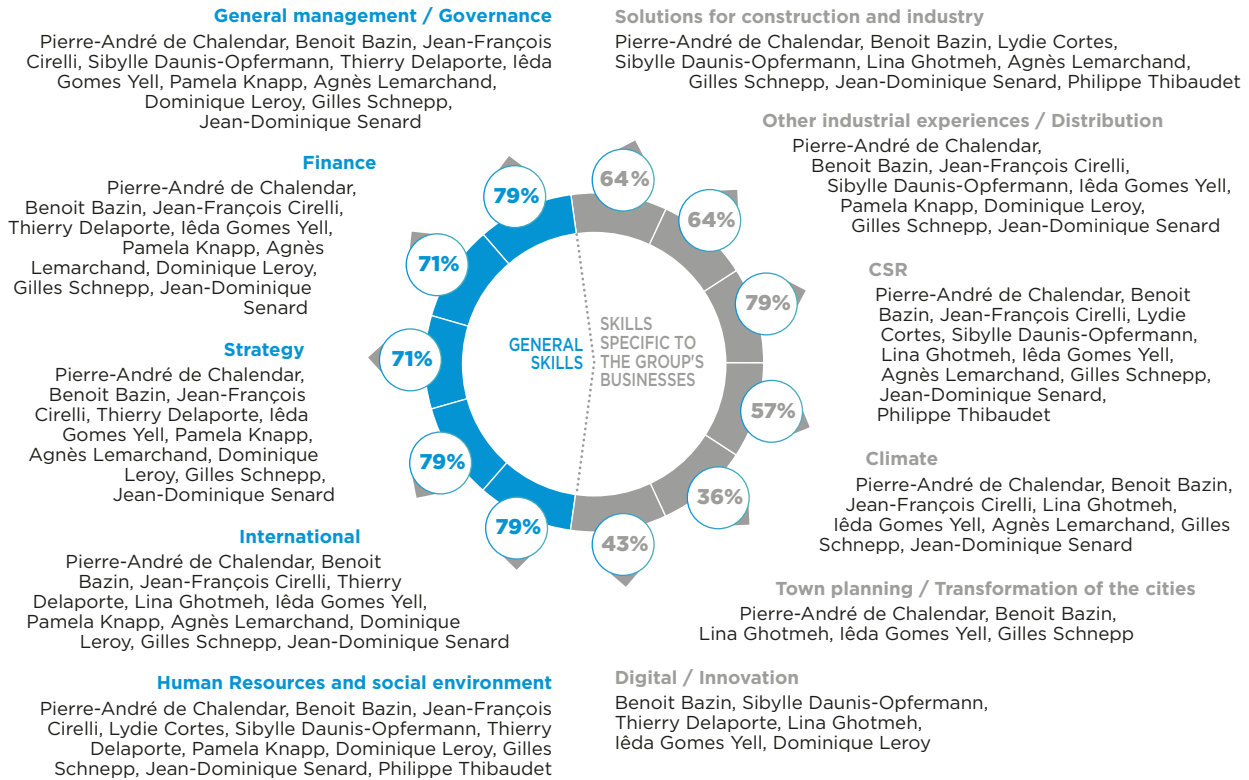 General management / Governance
Pierre-André de Chalendar, Benoit Bazin, Jean-François
Cirelli, Sibylle Daunis-Opfermann, Thierry Delaporte, Iêda
Gomes Yell, Pamela Knapp, Agnès Lemarchand,
Dominique Leroy, Gilles Schnepp,
Jean-Dominique Senard
79%
Finance
Pierre-André de Chalendar,
Benoit Bazin, Jean-François Cirelli,
Thierry Delaporte, Iêda Gomes Yell,
Pamela Knapp, Agnès
Lemarchand, Dominique Leroy,
Gilles Schnepp, Jean-Dominique
Senard
71%
Strategy
Pierre-André de Chalendar,
Benoit Bazin, Jean-François
Cirelli, Thierry Delaporte, Iêda
Gomes Yell, Pamela Knapp,
Agnès Lemarchand, Dominique
Leroy, Gilles Schnepp,
Jean-Dominique Senard
71%
International
Pierre-André de Chalendar, Benoit
Bazin, Jean-François Cirelli, Thierry
Delaporte, Lina Ghotmeh, Iêda Gomes Yell,
Pamela Knapp, Agnès Lemarchand, Dominique
Leroy, Gilles Schnepp, Jean-Dominique Senard
79%
Human Resources and social environment
Pierre-André de Chalendar, Benoit Bazin, Jean-François
Cirelli, Lydie Cortes, Sibylle Daunis-Opfermann, Thierry
Delaporte, Pamela Knapp, Dominique Leroy, Gilles
Schnepp, Jean-Dominique Senard, Philippe Thibaudet
79%
GENERAL
SKILLS
SKILLS
SPECIFIC TO
THE GROUP'S
BUSINESSES
Solutions for construction and industry
Pierre-André de Chalendar, Benoit Bazin, Lydie Cortes,
Sibylle Daunis-Opfermann, Lina Ghotmeh, Agnès Lemarchand,
Gilles Schnepp, Jean-Dominique Senard, Philippe Thibaudet
64%
Other industrial experiences / Distribution
Pierre-André de Chalendar,
Benoit Bazin, Jean-François Cirelli,
Sibylle Daunis-Opfermann, Iêda Gomes Yell,
Pamela Knapp, Dominique Leroy,
Gilles Schnepp, Jean-Dominique Senard
64%
CSR
Pierre-André de Chalendar, Benoit
Bazin, Jean-François Cirelli, Lydie
Cortes, Sibylle Daunis-Opfermann,
Lina Ghotmeh, Iêda Gomes Yell,
Agnès Lemarchand, Gilles Schnepp,
Jean-Dominique Senard,
Philippe Thibaudet
79%
Climate
Pierre-André de Chalendar, Benoit Bazin,
Jean-François Cirelli, Lina Ghotmeh,
Iêda Gomes Yell, Agnès Lemarchand, Gilles
Schnepp, Jean-Dominique Senard
57%
Town planning / Transformation of the cities
Pierre-André de Chalendar, Benoit Bazin,
Lina Ghotmeh, Iêda Gomes Yell, Gilles Schnepp
36%
Digital / Innovation
Benoit Bazin, Sibylle Daunis-Opfermann,
Thierry Delaporte, Lina Ghotmeh,
Iêda Gomes Yell, Dominique Leroy
43%